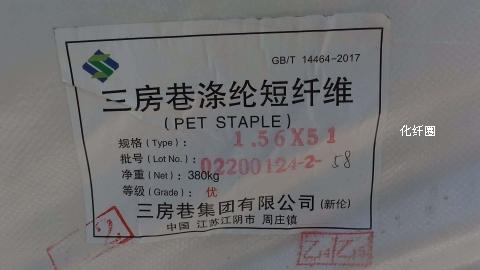 GB/T 14464-2017
三房巷涤纶短纤维
(PET STAPLE)
规格(Type): 1.56X51
批号(Lot No.): 02200124-2-58
净重(Net): 380kg
等级(Grade): 优
三房巷集团有限公司(新伦)
中国 江苏江阴市 周庄镇
化纤圈